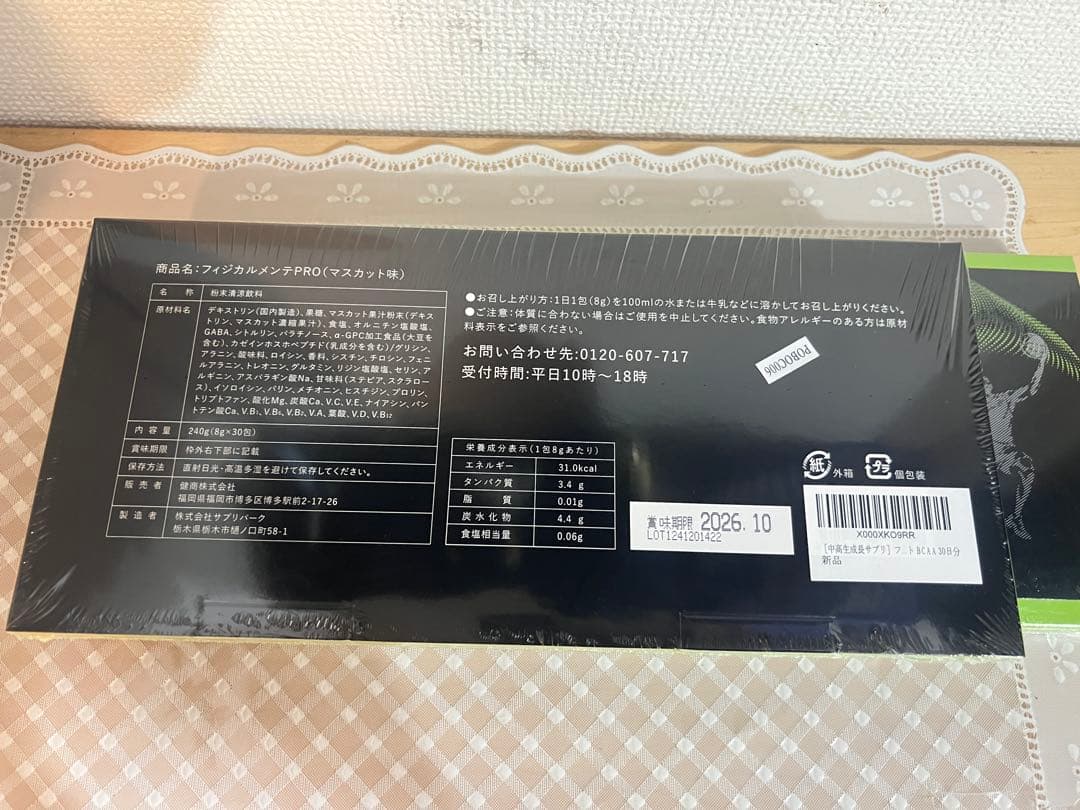 商品名:フィジカルメンテPRO(マスカット味)
名 称 粉末清涼飲料
原材料名 デキストリン(国内製造)、果糖、マスカット果汁粉末(デキス
トリン、マスカット濃縮果汁)、食塩、オルニチン塩酸塩、
GABA、シトルリン、パラチノース、α-GPC加工食品(大豆を
含む)、カゼインホスホペプチド(乳成分を含む)/グリシン、
アラニン、酸味料、ロイシン、香料、シスチン、チロシン、フェニ
ルアラニン、トレオニン、グルタミン、リジン塩酸塩、セリン、ア
ルギニン、アスパラギン酸Na、甘味料(ステビア、スクラロー
ス)、イソロイシン、バリン、メチオニン、ヒスチジン、プロリン、
トリプトファン、酸化Mg、炭酸Ca、V.C、V.E、ナイアシン、パン
トテン酸Ca、V.B₁、V.B₆、V.B₂、V.A、葉酸、V.D、V.B₁₂
内 容 量 240g(8g×30包)
賞味期限 枠外右下部に記載
保存方法 直射日光・高温多湿を避けて保存してください。
販 売 者 健商株式会社
福岡県福岡市博多区博多駅前2-17-26
製 造 者 株式会社サプリパーク
栃木県栃木市樋ノ口町58-1
●お召し上がり方:1日1包(8g)を100mlの水または牛乳などに溶かしてお召し上がりください。
●ご注意:体質に合わない場合はご使用を中止してください。食物アレルギーのある方は原材
料表示をご参照ください。
お問い合わせ先:0120-607-717
受付時間:平日10時〜18時
POBOC006
栄養成分表示(1包8gあたり)
エネルギー 31.0kcal
タンパク質 3.4 g
脂 質 0.01g
炭水化物 4.4 g
食塩相当量 0.06g
紙 外箱 プラ 個包装
賞味期限 2026.10
LOT1241201422
X000XKO9RR
[中高生成長サプリ] フ ト BCAA 30日分
新品